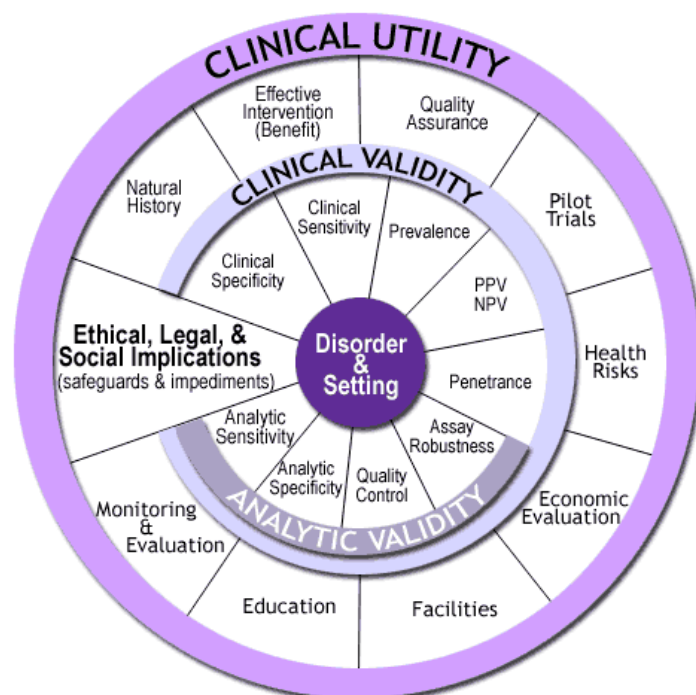 CLINICAL UTILITY
Effective
Intervention
(Benefit)
Quality
Assurance
Natural
History
Pilot
Trials
CLINICAL VALIDITY
Clinical
Sensitivity
Prevalence
Clinical
Specificity
PPV
NPV
Ethical, Legal, &
Social Implications
(safeguards & impediments)
Disorder
&
Setting
Health
Risks
Penetrance
Analytic
Sensitivity
Assay
Robustness
Analytic
Specificity
Quality
Control
ANALYTIC VALIDITY
Monitoring
&
Evaluation
Economic
Evaluation
Education
Facilities